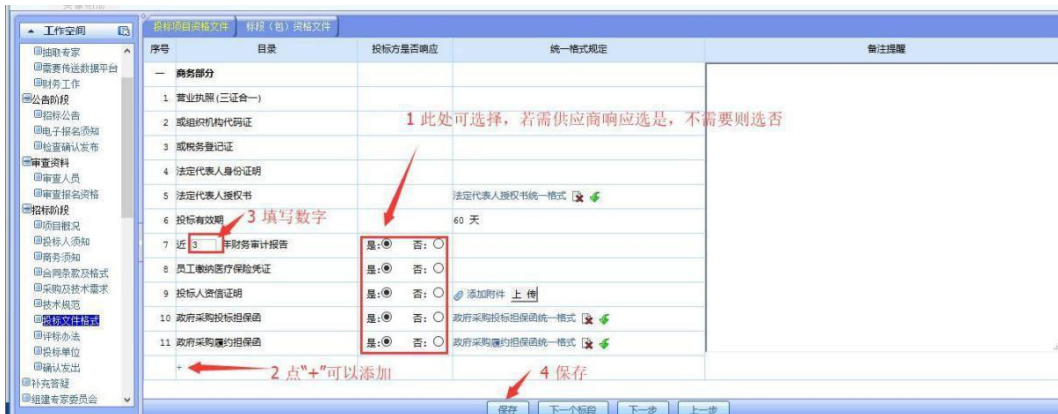 工作空间
抽取专家
需要传送数据平台
财务工作
公告阶段
招标公告
电子报名须知
检查确认发布
审查资料
审查人员
审查报名资格
招标阶段
项目概况
投标人须知
商务须知
合同条款及格式
采购及技术需求
技术规范
投标文件格式
评标办法
投标单位
确认发出
补充答疑
组建专家委员会
投标项目资格文件 标段（包）资格文件
序号 目录 投标方是否响应 统一格式规定 备注提醒
一 商务部分
1 营业执照(三证合一)
2 或组织机构代码证
1 此处可选择，若需供应商响应选是，不需要则选否
3 或税务登记证
4 法定代表人身份证明
5 法定代表人授权书 法定代表人授权书统一格式
6 投标有效期 60 天
3 填写数字
7 近 3 年财务审计报告 是: 否:
8 员工缴纳医疗保险凭证 是: 否:
9 投标人资信证明 是: 否: 添加附件 上传
10 政府采购投标担保函 是: 否: 政府采购投标担保函统一格式
11 政府采购履约担保函 是: 否: 政府采购履约担保函统一格式
+
2 点“+”可以添加
4 保存
保存 下一个标段 下一步 上一步